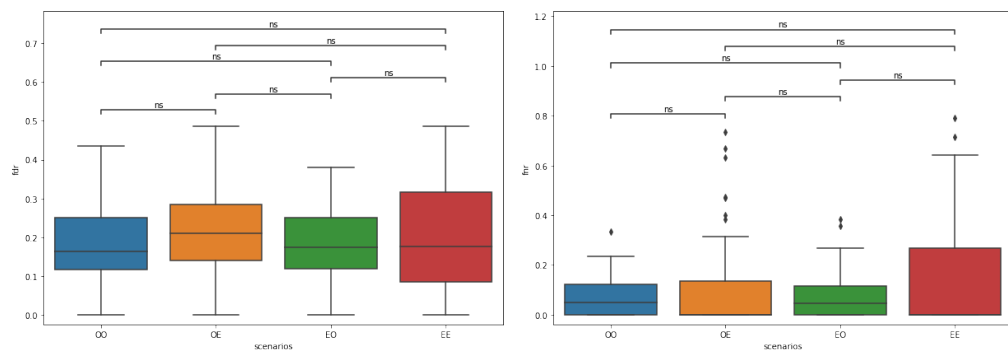 ns
ns
ns
ns
ns
ns
0.7
0.6
0.5
0.4
0.3
0.2
0.1
0.0
fdr
OO OE EO EE
scenarios
ns
ns
ns
ns
ns
ns
1.2
1.0
0.8
0.6
0.4
0.2
0.0
fnr
OO OE EO EE
scenarios